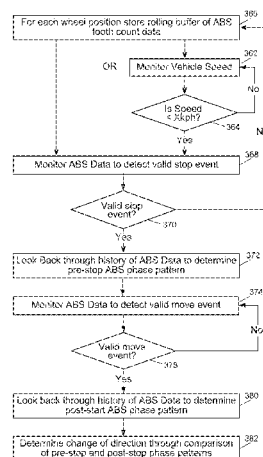 365
For each wheel position store rolling buffer of ABS
tooth count data
362
OR
Monitor Vehicle Speed
No
Is Speed
< Xkph?
364
Yes
No
368
Monitor ABS Data to detect valid stop event
Valid stop
event?
370
Yes
372
Look Back through history of ABS Data to determine
pre-stop ABS phase pattern
374
Monitor ABS Data to detect valid move event
No
Valid move
event?
375
Yes
380
Look back through history of ABS Data to determine
post-start ABS phase pattern
382
Determine change of direction through comparison
of pre-stop and post-stop phase patterns